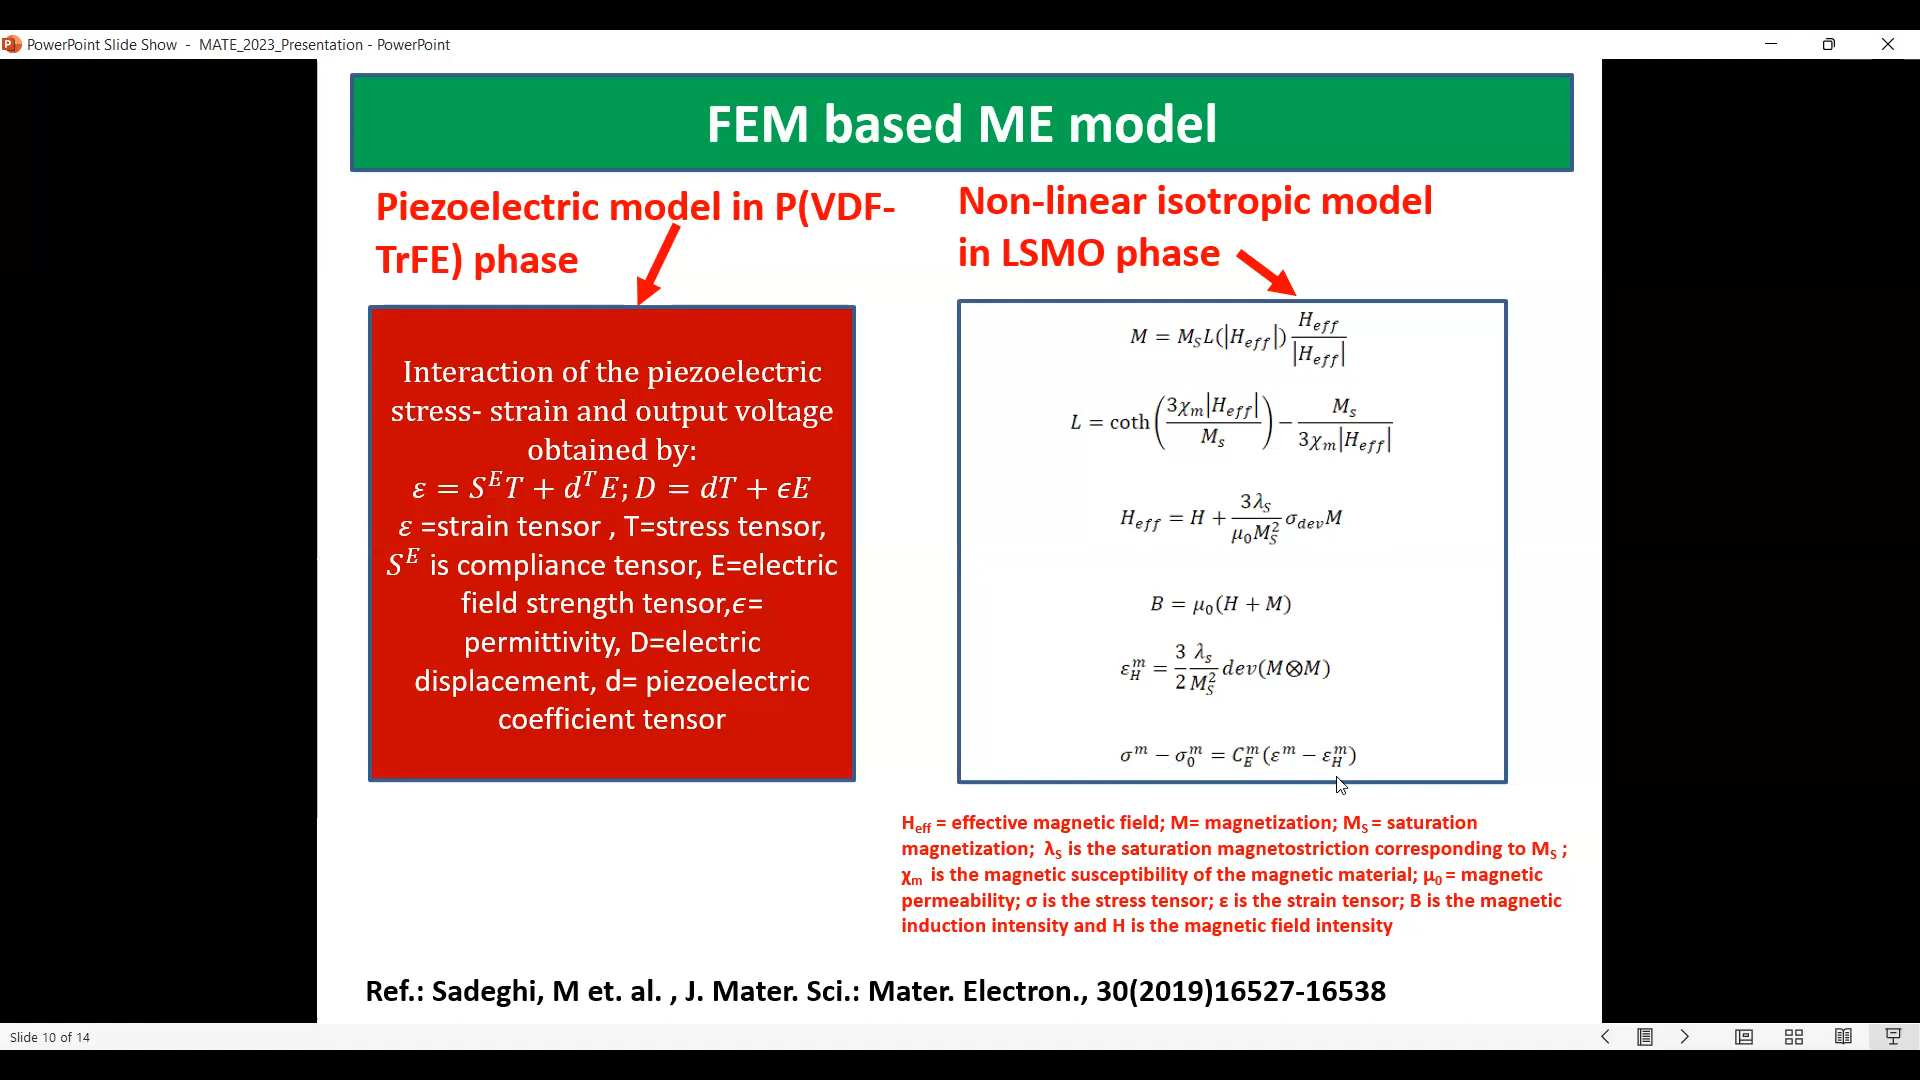 PowerPoint Slide Show - MATE_2023_Presentation - PowerPoint
FEM based ME model
Piezoelectric model in P(VDF-
TrFE) phase
Interaction of the piezoelectric
stress- strain and output voltage
obtained by:
𝜀 = S^E T + d^T E; D = dT + ϵE
𝜀 =strain tensor , T=stress tensor,
S^E is compliance tensor, E=electric
field strength tensor,ϵ=
permittivity, D=electric
displacement, d= piezoelectric
coefficient tensor
Non-linear isotropic model
in LSMO phase
M = M_S L(|H_eff|) H_eff / |H_eff|
L = coth(3χ_m|H_eff| / M_s) − M_s / 3χ_m|H_eff|
H_eff = H + (3λ_S / μ_0 M_S^2) σ_dev M
B = μ_0(H + M)
ε_H^m = (3/2) (λ_s / M_S^2) dev(M⊗M)
σ^m − σ_0^m = C_E^m (ε^m − ε_H^m)
H_eff = effective magnetic field; M= magnetization; M_S = saturation
magnetization; λ_S is the saturation magnetostriction corresponding to M_S ;
χ_m is the magnetic susceptibility of the magnetic material; μ_0 = magnetic
permeability; σ is the stress tensor; ε is the strain tensor; B is the magnetic
induction intensity and H is the magnetic field intensity
Ref.: Sadeghi, M et. al. , J. Mater. Sci.: Mater. Electron., 30(2019)16527-16538
Slide 10 of 14